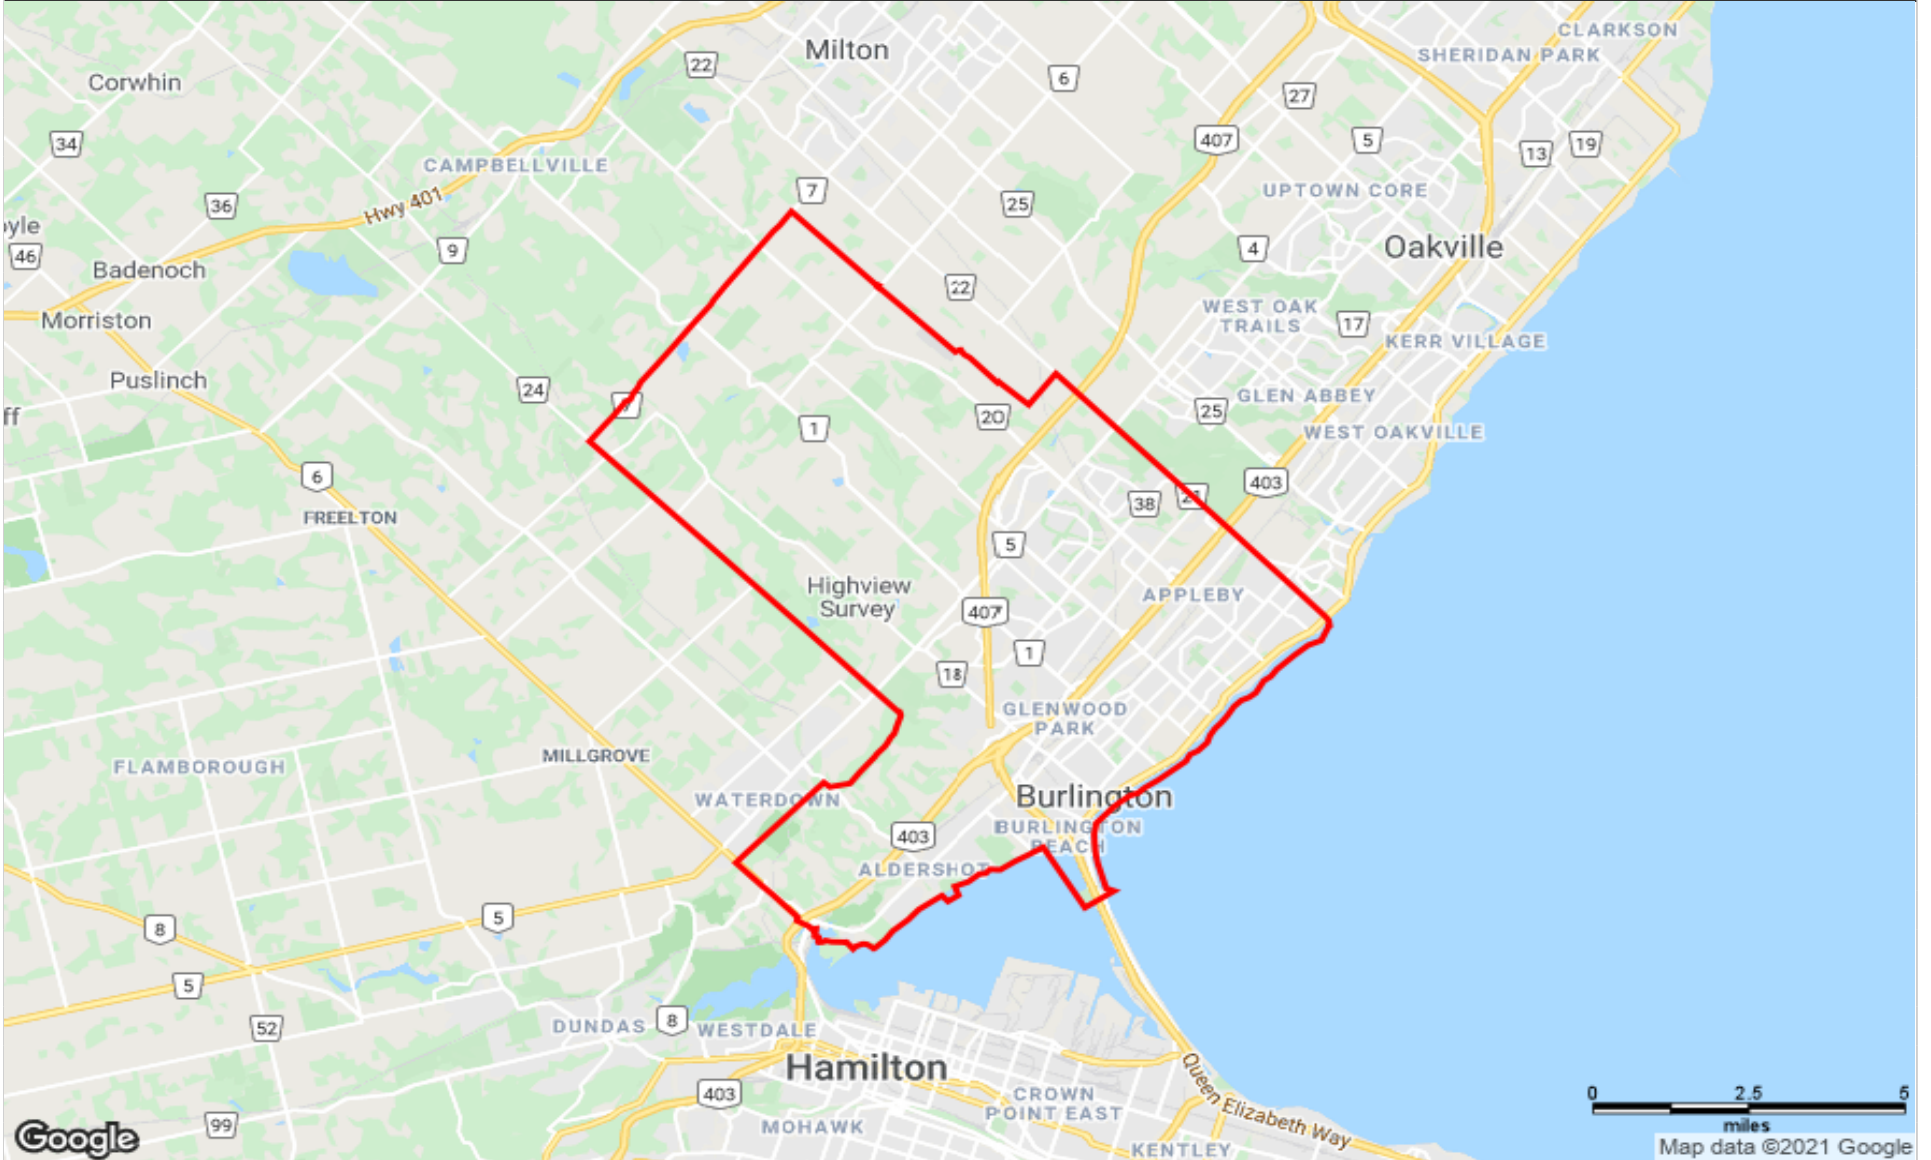 CLARKSON
SHERIDAN PARK
Milton
22
6
Corwhin
27
34
407
5
13
19
CAMPBELLVILLE
7
UPTOWN CORE
Hwy 401
36
25
yle
46
9
4
Oakville
Badenoch
22
WEST OAK
TRAILS
17
Morriston
KERR VILLAGE
Puslinch
24
GLEN ABBEY
ff
20
25
1
WEST OAKVILLE
6
403
38
21
FREELTON
5
Highview
Survey
APPLEBY
407
1
18
GLENWOOD
PARK
MILLGROVE
FLAMBOROUGH
WATERDOWN
Burlington
BURLINGTON
BEACH
403
ALDERSHOT
5
8
5
52
DUNDAS
8
WESTDALE
Hamilton
403
CROWN
POINT EAST
Queen Elizabeth Way
0 2.5 5
miles
99
MOHAWK
KENTLEY
Google
Map data ©2021 Google